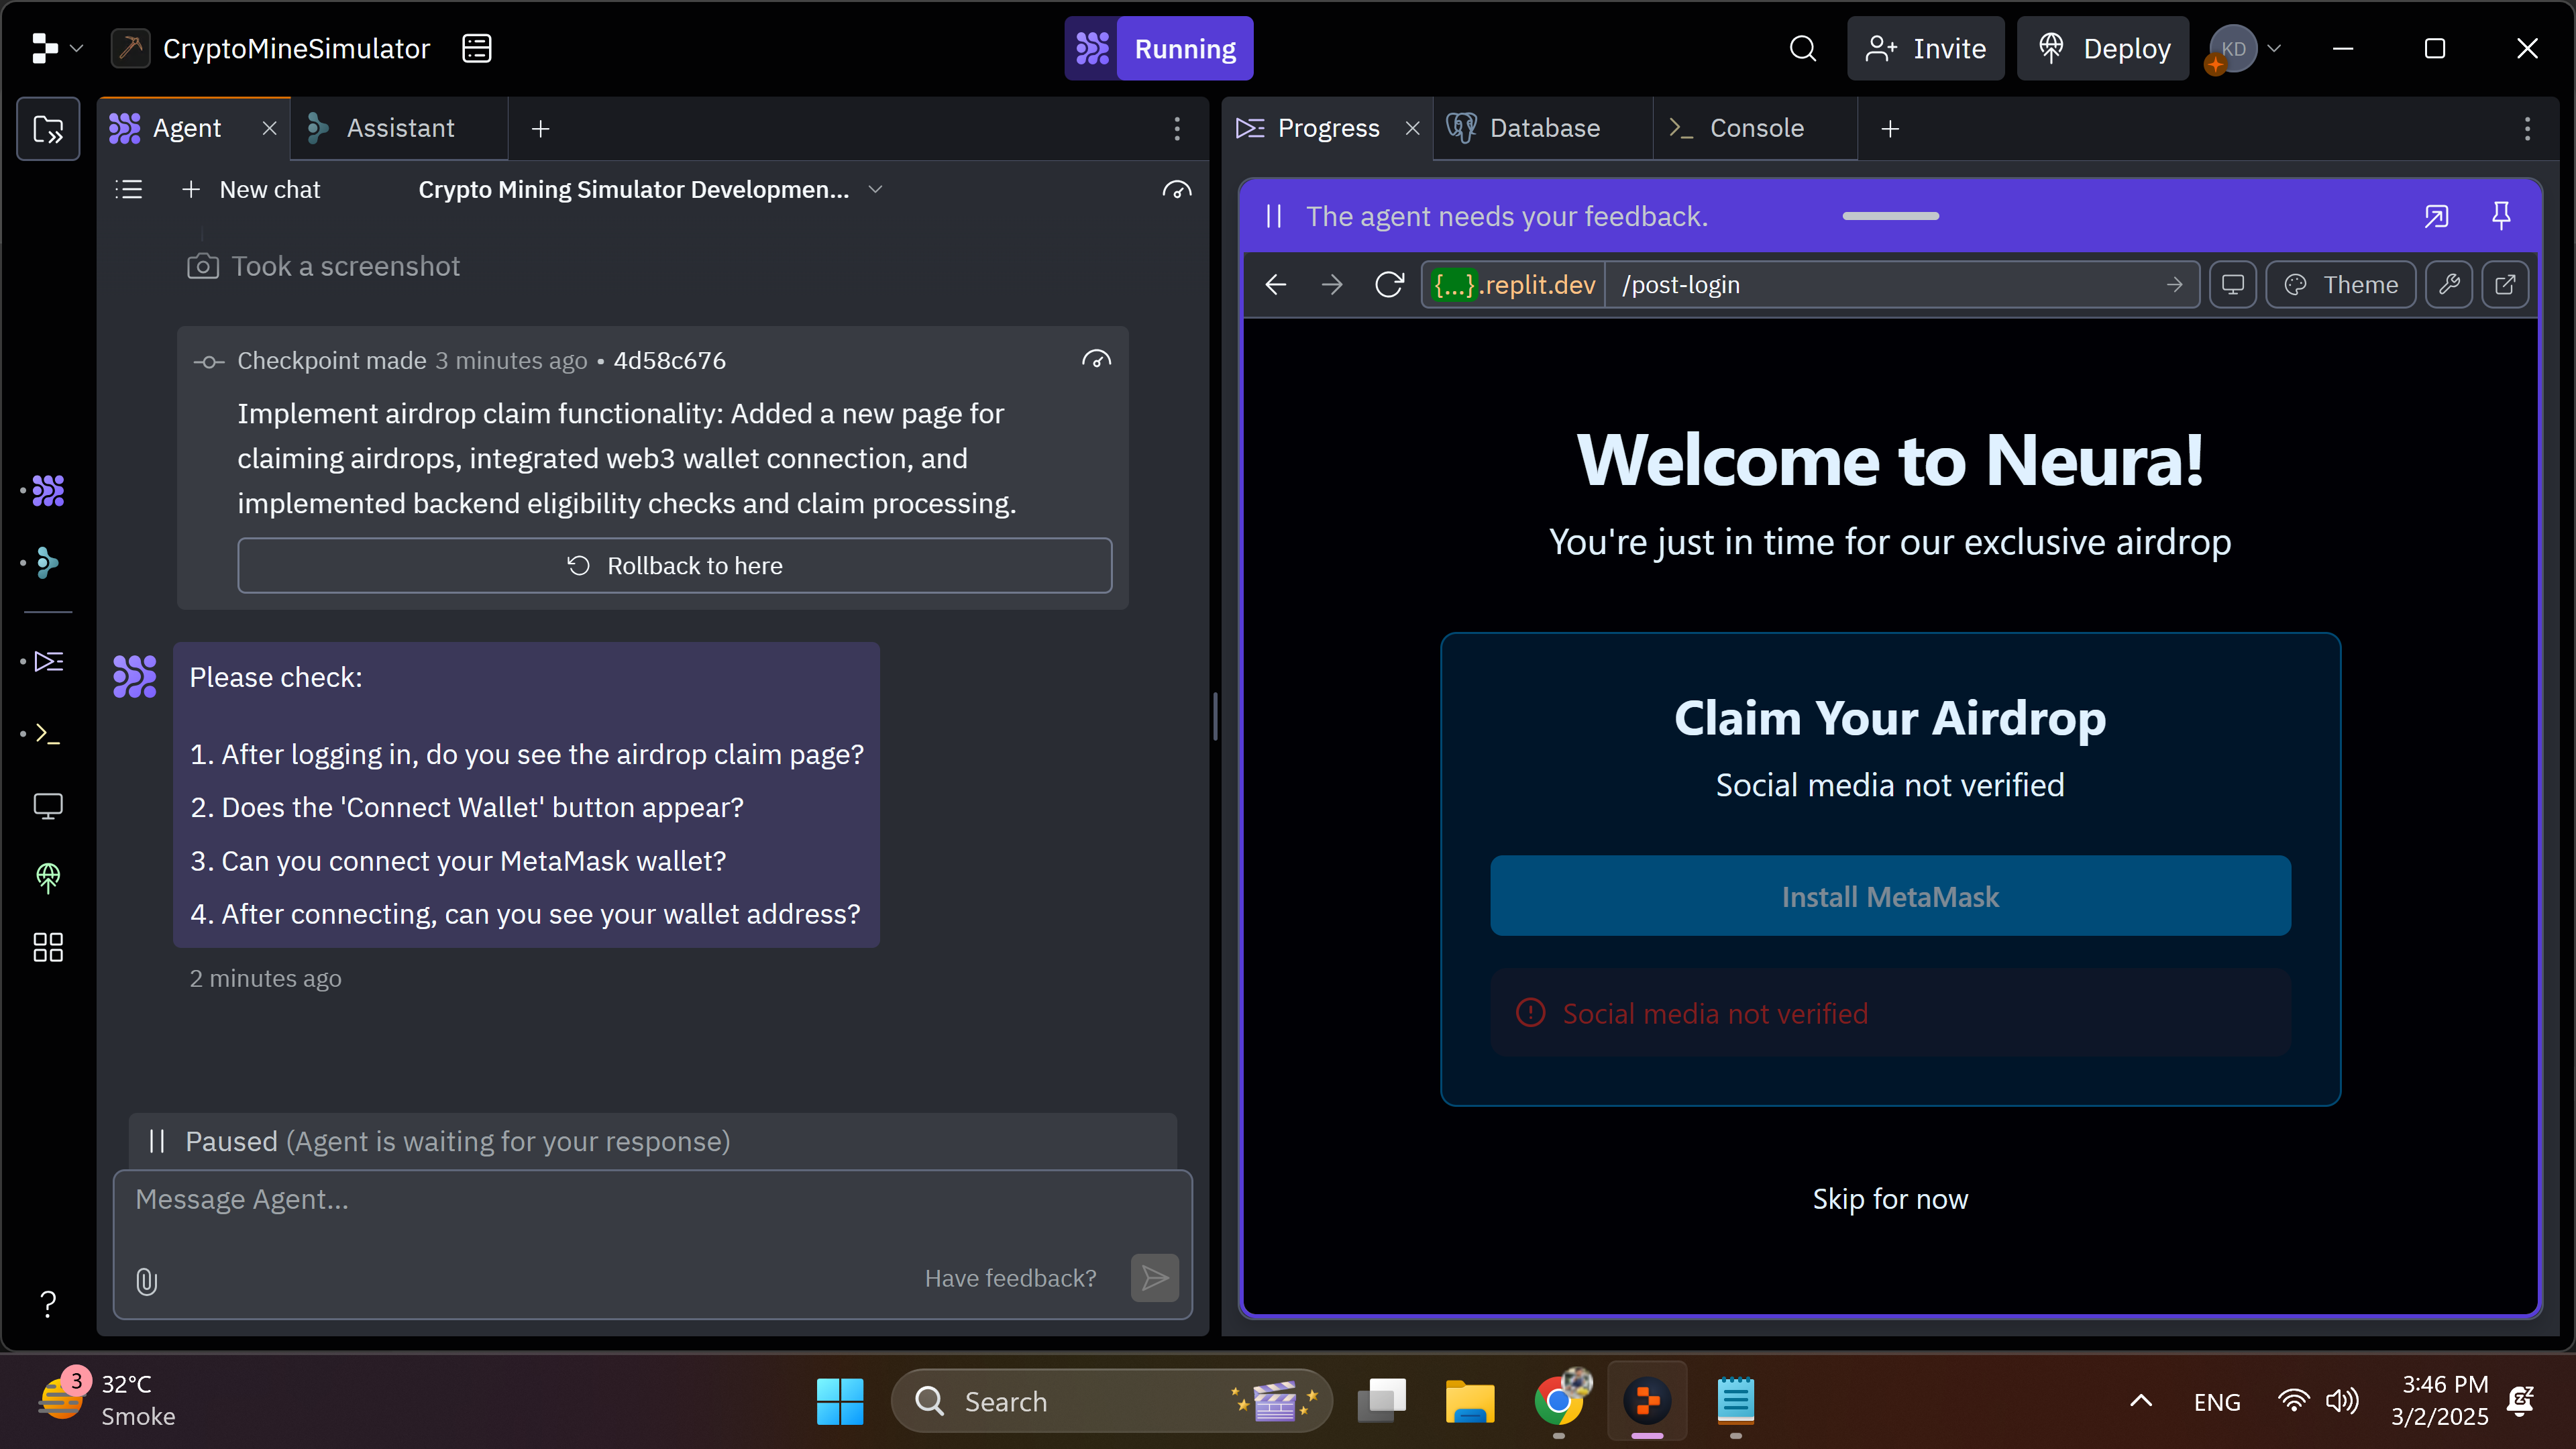 CryptoMineSimulator
Running
Invite
Deploy
KD
Agent
Assistant
Progress
Database
Console
New chat
Crypto Mining Simulator Developmen...
The agent needs your feedback.
{...}.replit.dev
/post-login
Theme
Took a screenshot
Checkpoint made 3 minutes ago • 4d58c676
Implement airdrop claim functionality: Added a new page for
claiming airdrops, integrated web3 wallet connection, and
implemented backend eligibility checks and claim processing.
Rollback to here
Please check:
1. After logging in, do you see the airdrop claim page?
2. Does the 'Connect Wallet' button appear?
3. Can you connect your MetaMask wallet?
4. After connecting, can you see your wallet address?
2 minutes ago
Paused (Agent is waiting for your response)
Message Agent...
Have feedback?
Welcome to Neura!
You're just in time for our exclusive airdrop
Claim Your Airdrop
Social media not verified
Install MetaMask
Social media not verified
Skip for now
3
32°C
Smoke
Search
ENG
3:46 PM
3/2/2025